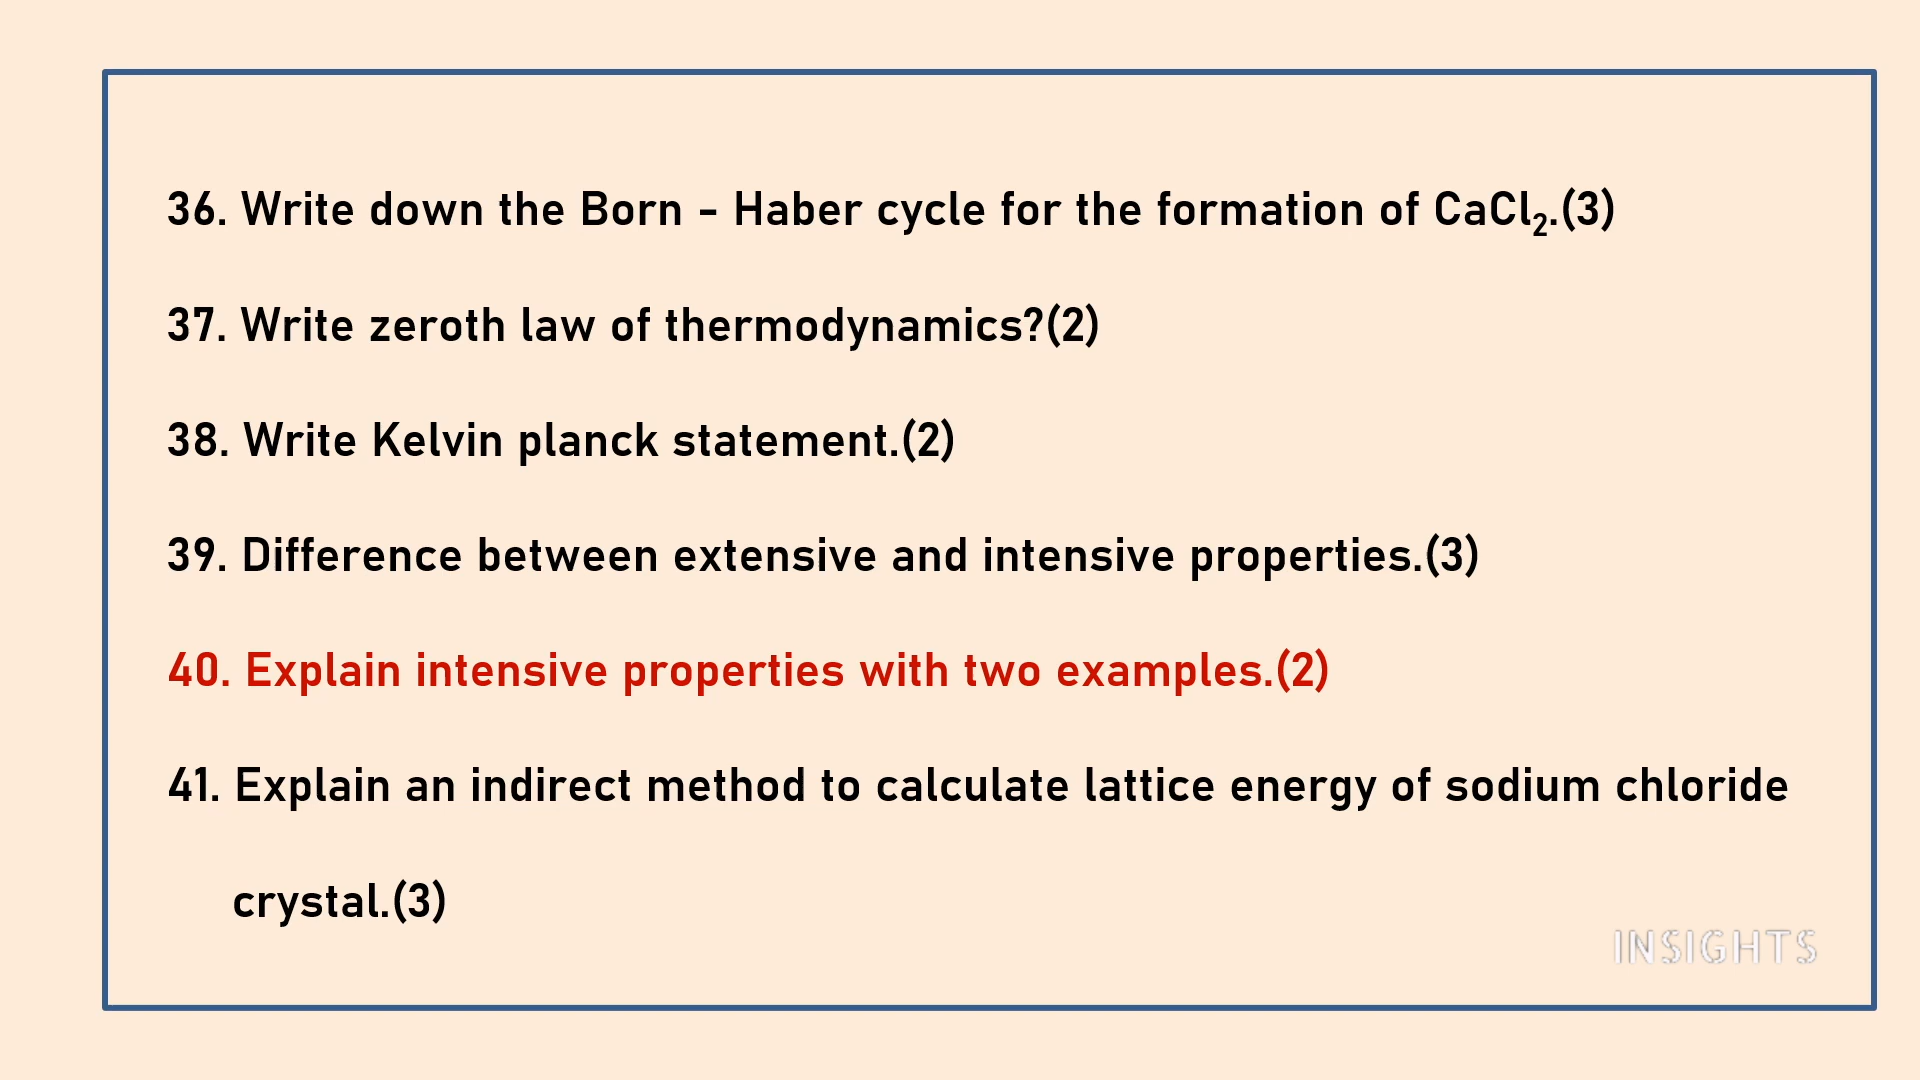 36. Write down the Born - Haber cycle for the formation of CaCl₂.(3)
37. Write zeroth law of thermodynamics?(2)
38. Write Kelvin planck statement.(2)
39. Difference between extensive and intensive properties.(3)
40. Explain intensive properties with two examples.(2)
41. Explain an indirect method to calculate lattice energy of sodium chloride
crystal.(3)
INSIGHTS